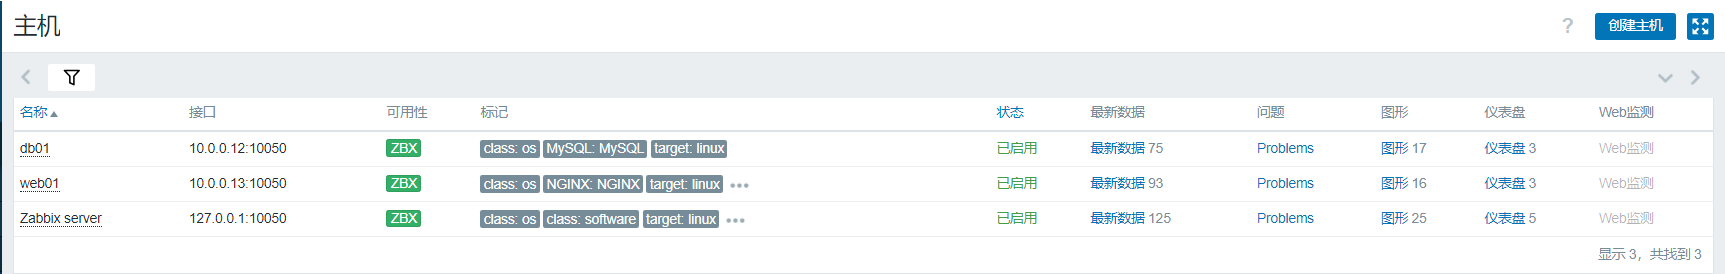 主机 ? 创建主机
名称 接口 可用性 标记 状态 最新数据 问题 图形 仪表盘 Web监测
db01 10.0.0.12:10050 ZBX class: os MySQL: MySQL target: linux 已启用 最新数据 75 Problems 图形 17 仪表盘 3 Web监测
web01 10.0.0.13:10050 ZBX class: os NGINX: NGINX target: linux ••• 已启用 最新数据 93 Problems 图形 16 仪表盘 3 Web监测
Zabbix server 127.0.0.1:10050 ZBX class: os class: software target: linux ••• 已启用 最新数据 125 Problems 图形 25 仪表盘 5 Web监测
显示 3，共找到 3